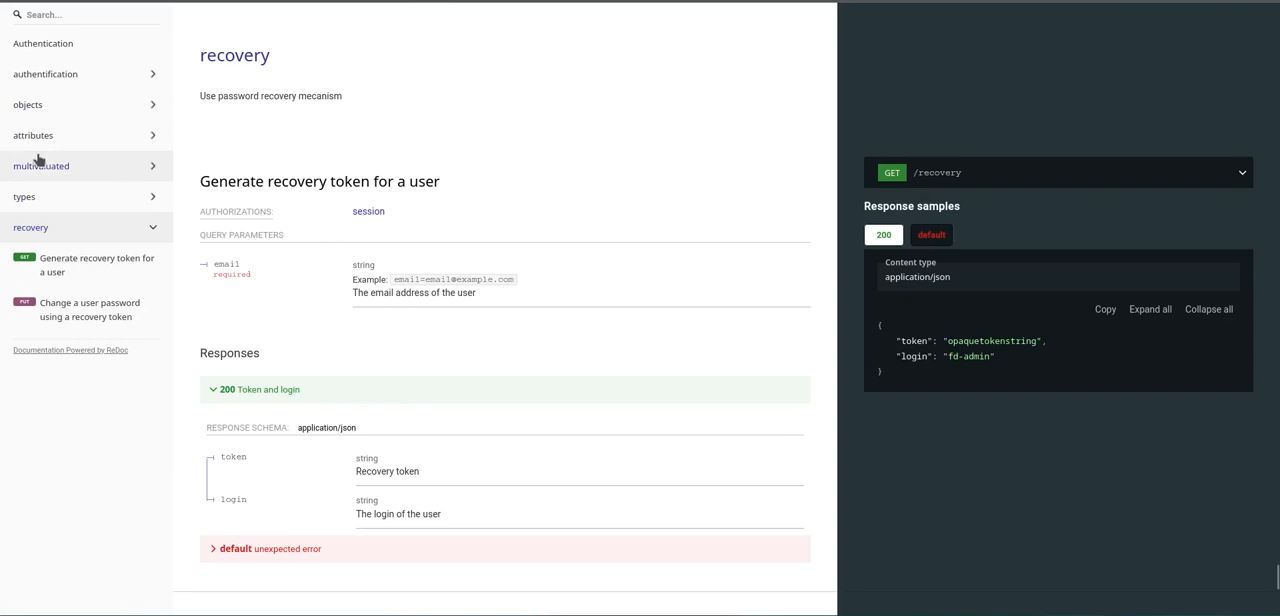 Search...
Authentication
authentification
objects
attributes
types
recovery
GET Generate recovery token for
a user
PUT Change a user password
using a recovery token
Documentation Powered by ReDoc
recovery
Use password recovery mecanism
Generate recovery token for a user
AUTHORIZATIONS: session
QUERY PARAMETERS
email
required
string
Example: email=email@example.com
The email address of the user
Responses
200 Token and login
RESPONSE SCHEMA: application/json
token
string
Recovery token
login
string
The login of the user
default unexpected error
GET /recovery
Response samples
200 default
Content type
application/json
Copy Expand all Collapse all
{
"token": "opaquetokenstring",
"login": "fd-admin"
}